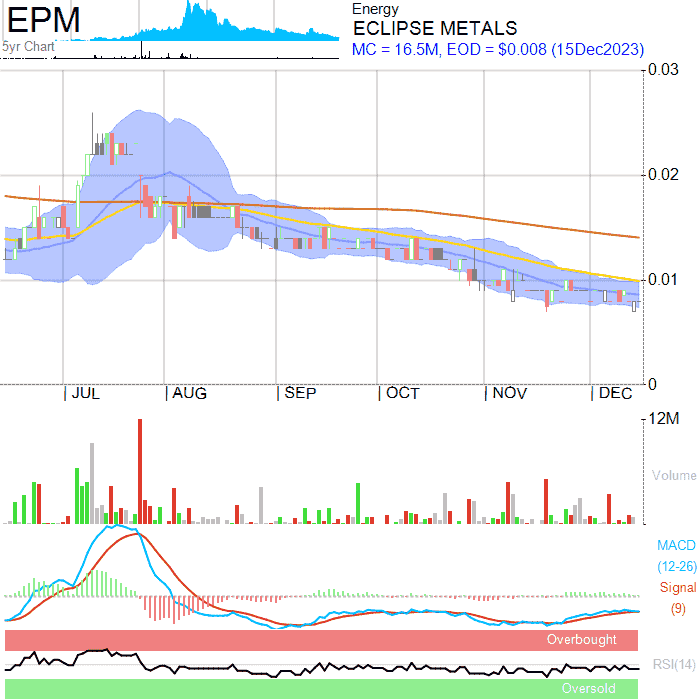 EPM
5yr Chart
Energy
ECLIPSE METALS
MC = 16.5M, EOD = $0.008 (15Dec2023)
0.03
0.02
0.01
0
JUL AUG SEP OCT NOV DEC
12M
Volume
MACD
(12-26)
Signal
(9)
Overbought
RSI(14)
Oversold